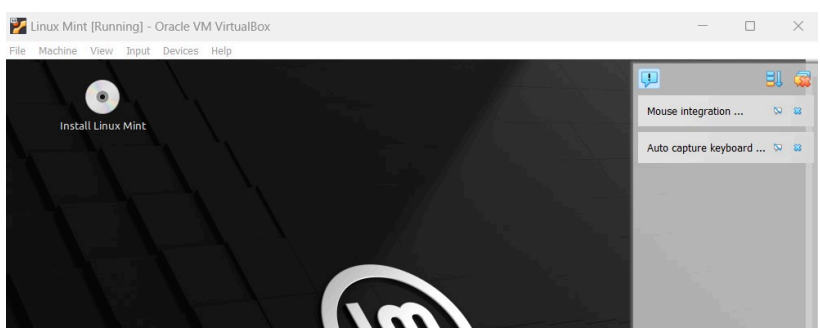 Linux Mint [Running] - Oracle VM VirtualBox
File Machine View Input Devices Help
Install Linux Mint
Mouse integration ...
Auto capture keyboard ...